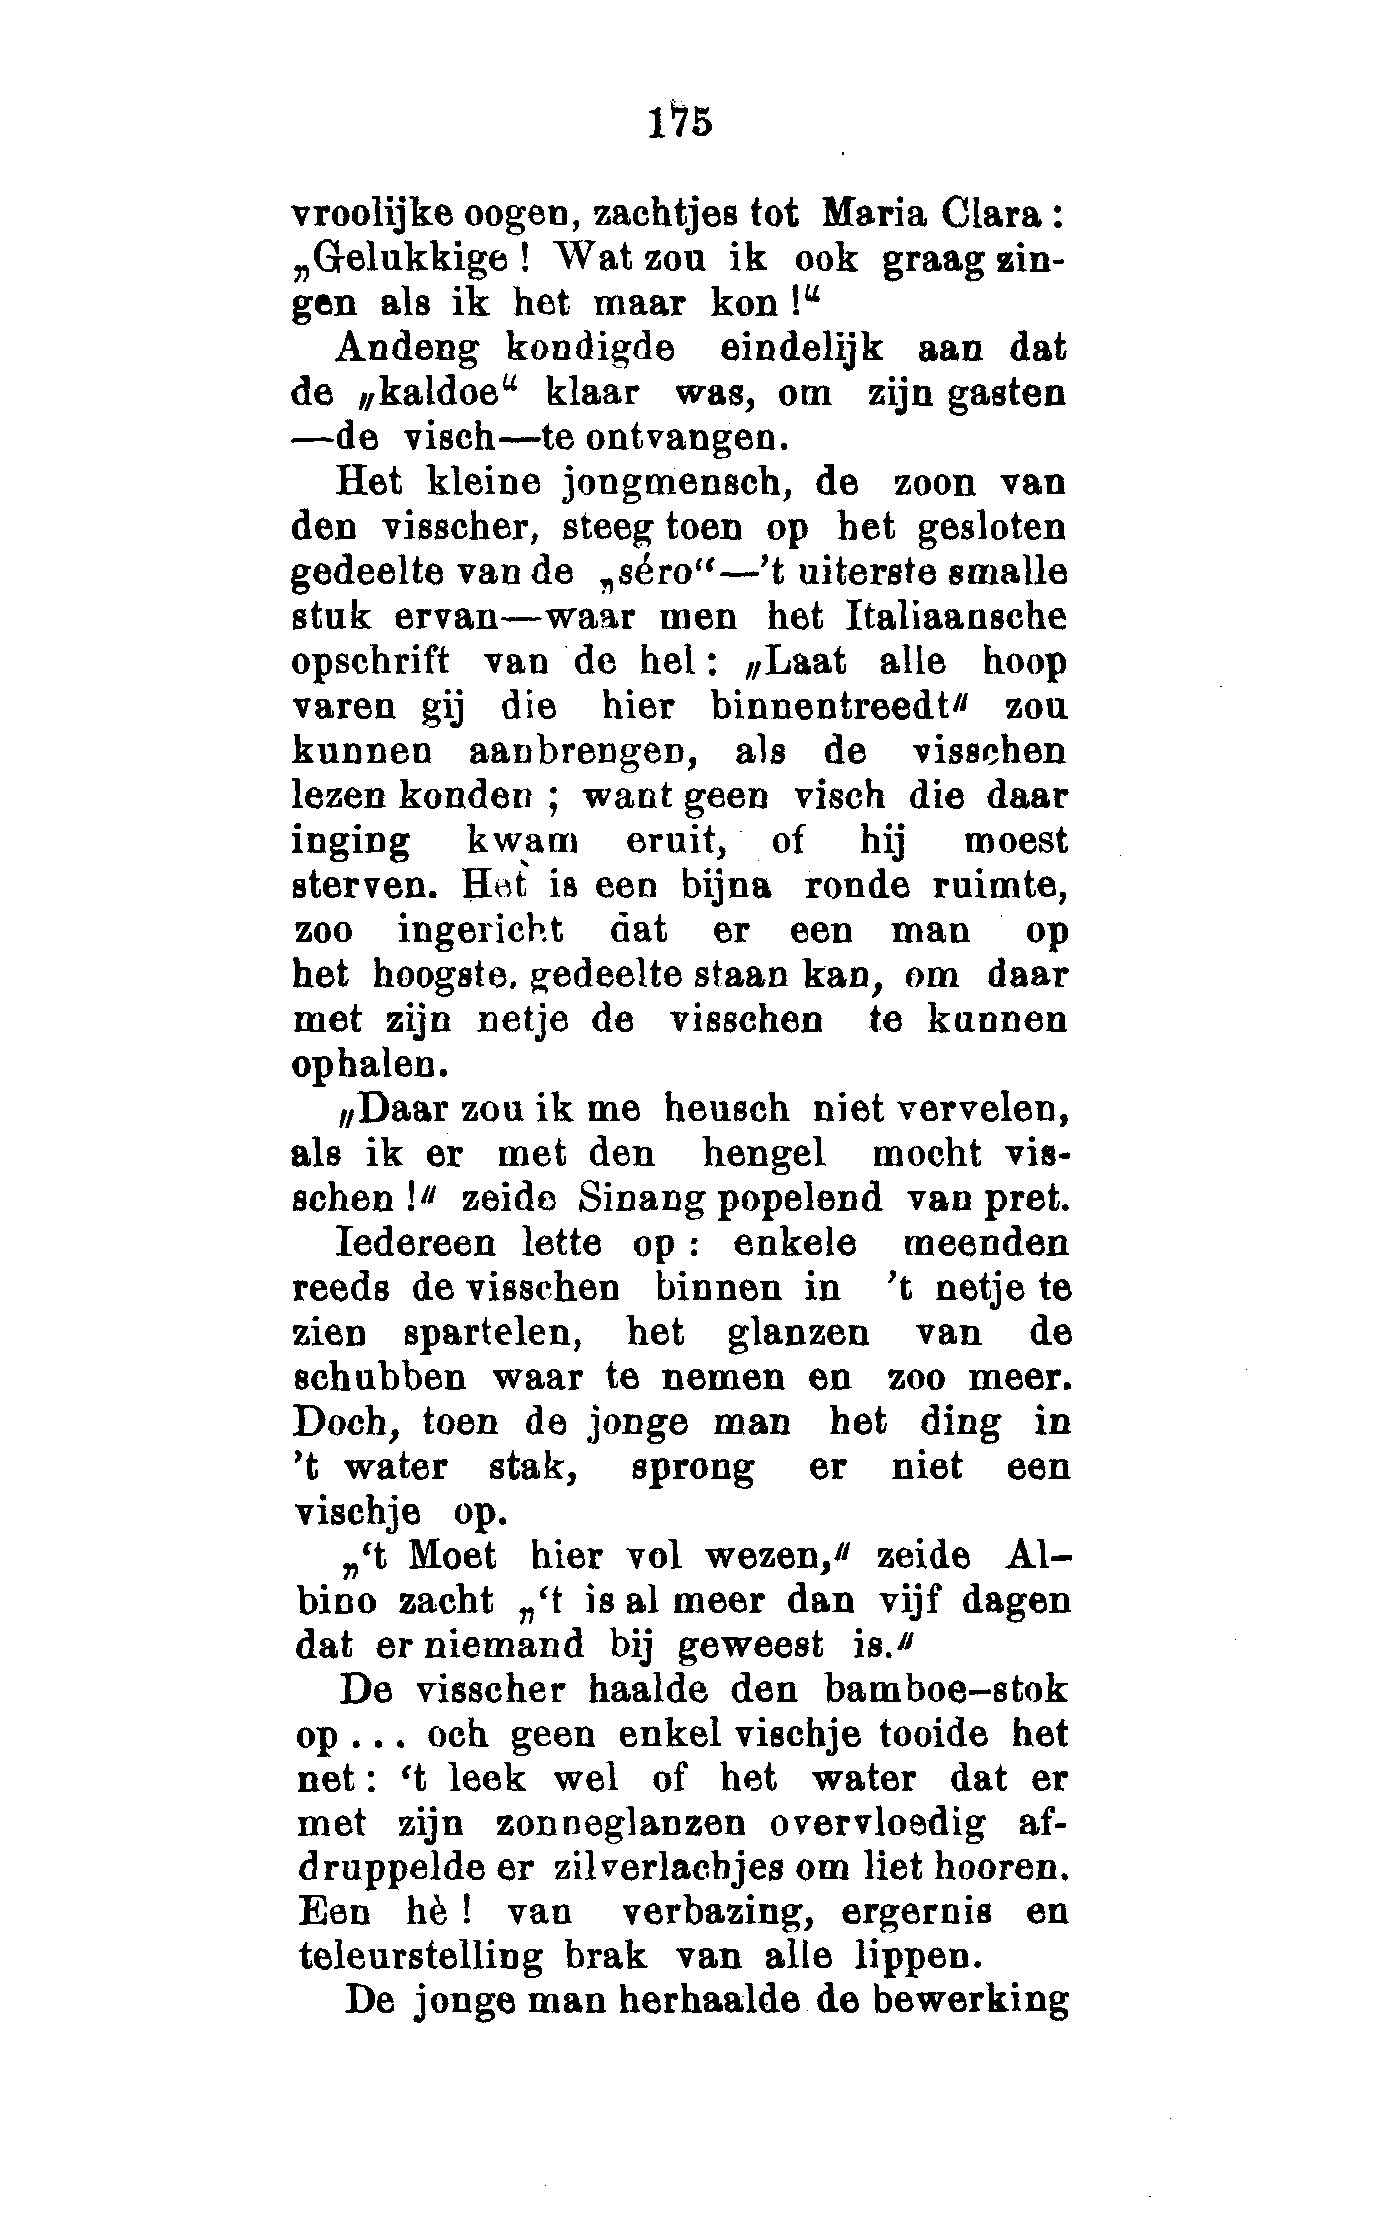 175
vroolijke oogen, zachtjes tot Maria Clara :
„Gelukkige ! Wat zou ik ook graag zin-
gen als ik het maar kon !“
Andeng kondigde eindelijk aan dat
de „kaldoe“ klaar was, om zijn gasten
—de visch—te ontvangen.
Het kleine jongmensch, de zoon van
den visscher, steeg toen op het gesloten
gedeelte van de „séro“—’t uiterste smalle
stuk ervan—waar men het Italiaansche
opschrift van de hel : „Laat alle hoop
varen gij die hier binnentreedt" zou
kunnen aanbrengen, als de visschen
lezen konden ; want geen visch die daar
inging kwam eruit, of hij moest
sterven. Het is een bijna ronde ruimte,
zoo ingericht dat er een man op
het hoogste. gedeelte staan kan, om daar
met zijn netje de visschen te kunnen
ophalen.
„Daar zou ik me heusch niet vervelen,
als ik er met den hengel mocht vis-
schen !" zeide Sinang popelend van pret.
Iedereen lette op : enkele meenden
reeds de visschen binnen in ’t netje te
zien spartelen, het glanzen van de
schubben waar te nemen en zoo meer.
Doch, toen de jonge man het ding in
’t water stak, sprong er niet een
vischje op.
„‘t Moet hier vol wezen," zeide Al-
bino zacht „‘t is al meer dan vijf dagen
dat er niemand bij geweest is."
De visscher haalde den bamboe-stok
op . . . och geen enkel vischje tooide het
net : ‘t leek wel of het water dat er
met zijn zonneglanzen overvloedig af-
druppelde er zilverlachjes om liet hooren.
Een hè ! van verbazing, ergernis en
teleurstelling brak van alle lippen.
De jonge man herhaalde de bewerking